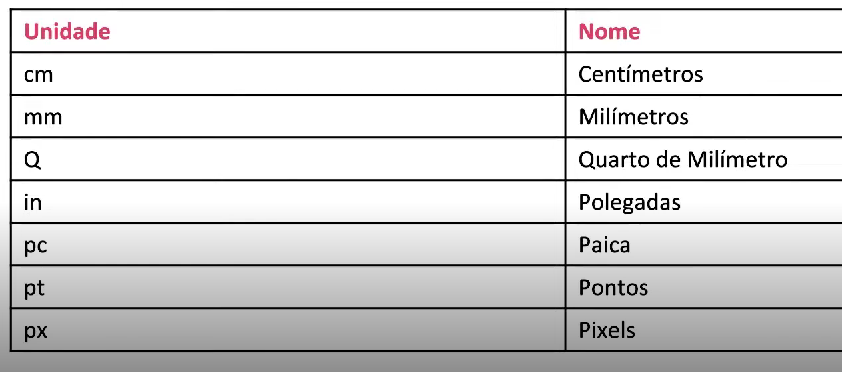 Unidade Nome
cm Centímetros
mm Milímetros
Q Quarto de Milímetro
in Polegadas
pc Paica
pt Pontos
px Pixels